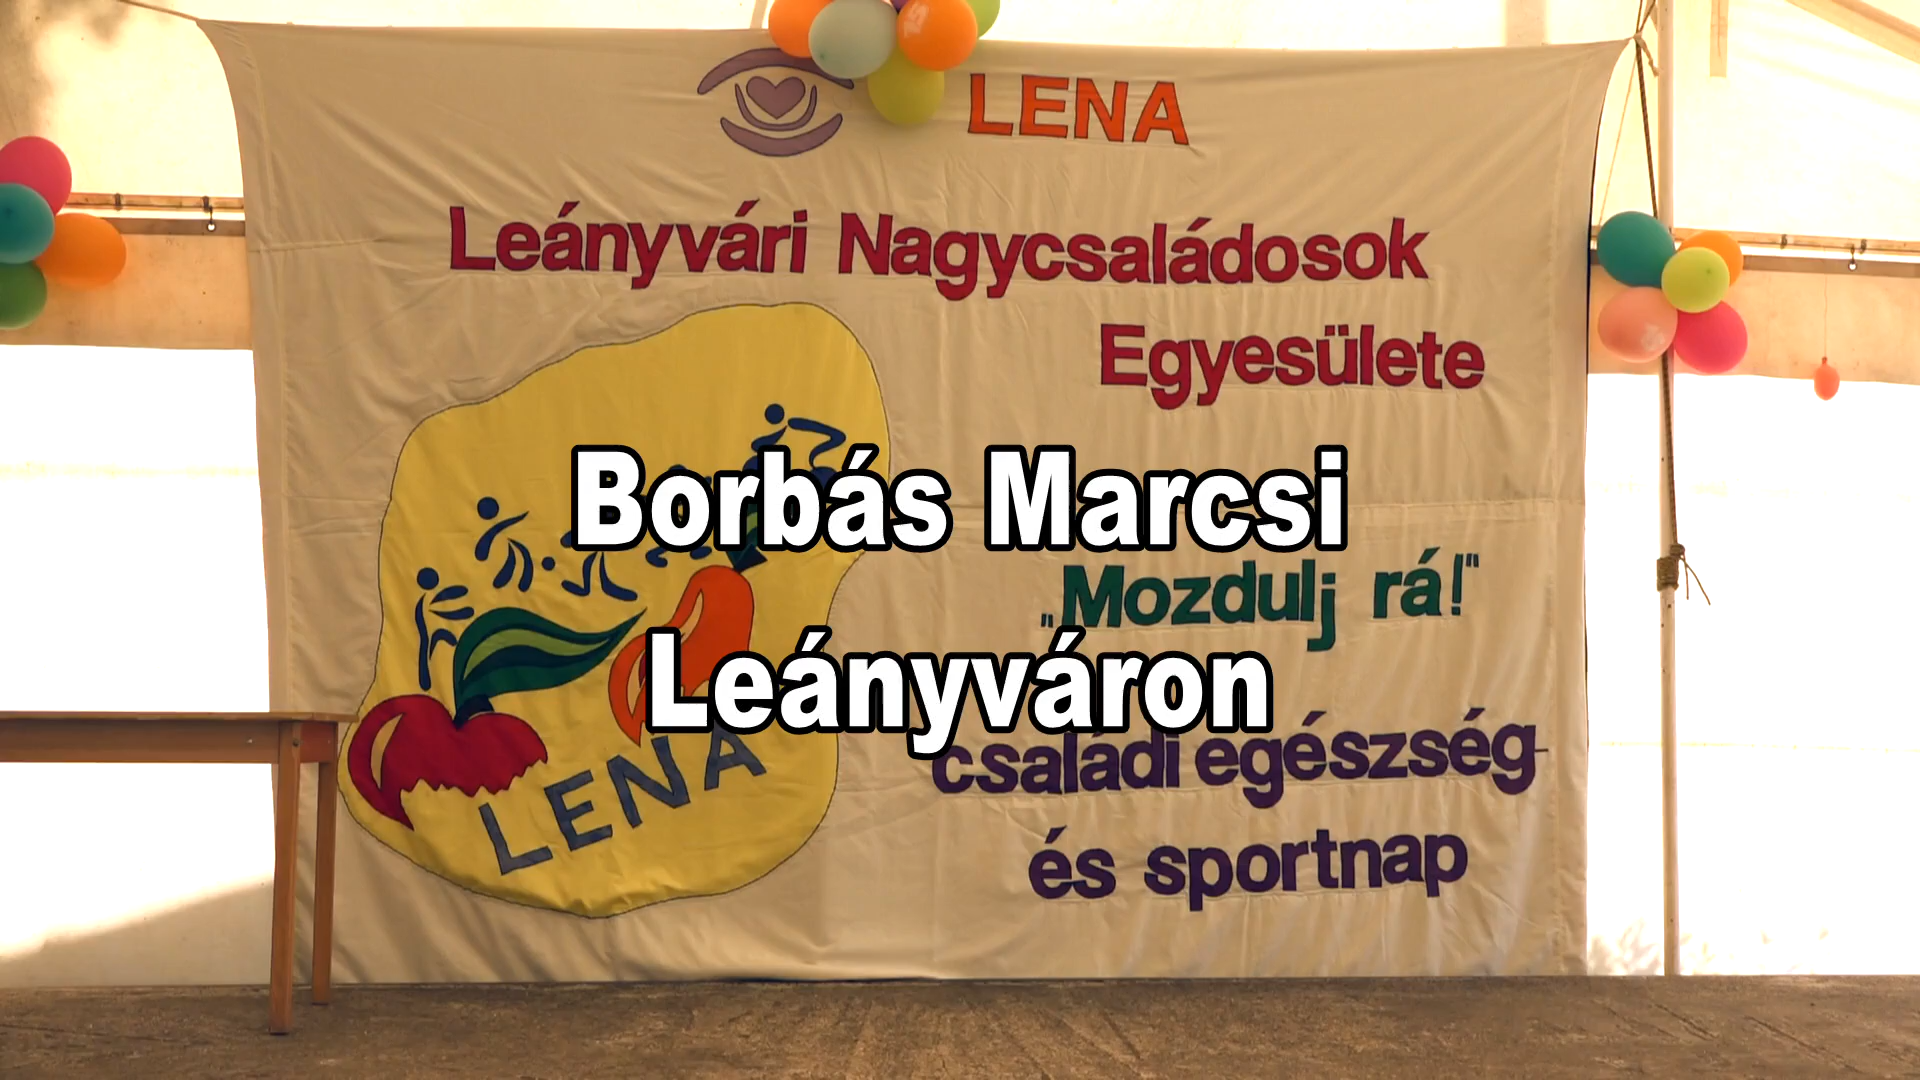 LENA
Leányvári Nagycsaládosok
Egyesülete
Borbás Marcsi
„Mozdulj rá!"
Leányváron
LENA
családi egészség-
és sportnap